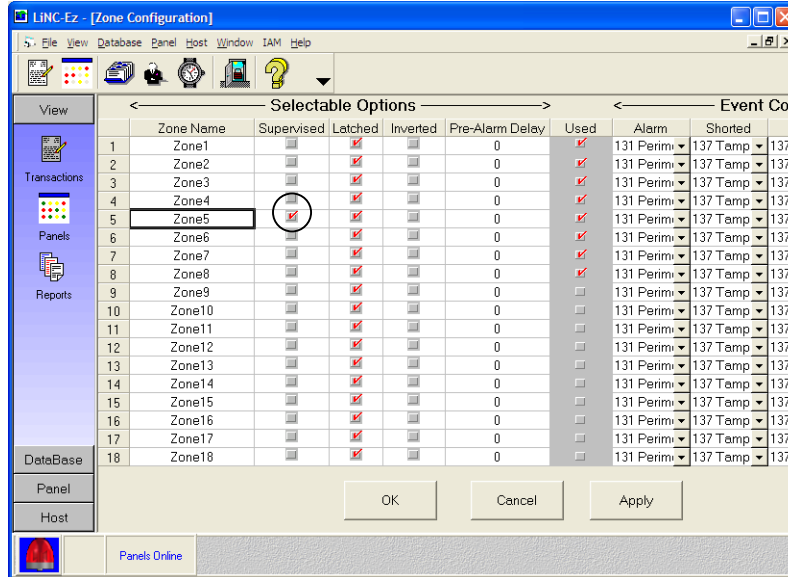 LiNC-Ez - [Zone Configuration]
File View Database Panel Host Window IAM Help
View
Transactions
Panels
Reports
DataBase
Panel
Host
<---- Selectable Options ----> <---- Event Co
Zone Name Supervised Latched Inverted Pre-Alarm Delay Used Alarm Shorted
1 Zone1 0 131 Perim 137 Tamp 137
2 Zone2 0 131 Perim 137 Tamp 137
3 Zone3 0 131 Perim 137 Tamp 137
4 Zone4 0 131 Perim 137 Tamp 137
5 Zone5 0 131 Perim 137 Tamp 137
6 Zone6 0 131 Perim 137 Tamp 137
7 Zone7 0 131 Perim 137 Tamp 137
8 Zone8 0 131 Perim 137 Tamp 137
9 Zone9 0 131 Perim 137 Tamp 137
10 Zone10 0 131 Perim 137 Tamp 137
11 Zone11 0 131 Perim 137 Tamp 137
12 Zone12 0 131 Perim 137 Tamp 137
13 Zone13 0 131 Perim 137 Tamp 137
14 Zone14 0 131 Perim 137 Tamp 137
15 Zone15 0 131 Perim 137 Tamp 137
16 Zone16 0 131 Perim 137 Tamp 137
17 Zone17 0 131 Perim 137 Tamp 137
18 Zone18 0 131 Perim 137 Tamp 137
OK Cancel Apply
Panels Online